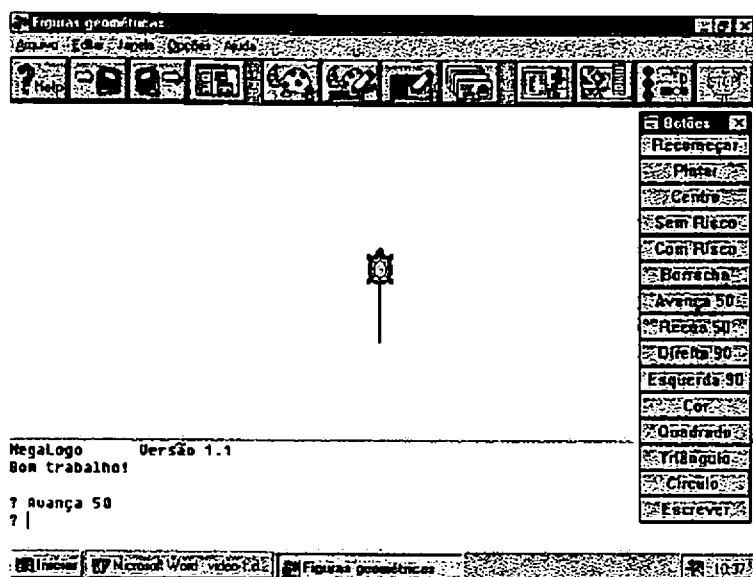 Figuras geométricas
Arquivo Editar Janela Opções Ajuda
Help
Botões
Recomeçar
Pintar
Centro
Sem Risco
Com Risco
Borracha
Avança 50
Recua 50
Direita 90
Esquerda 90
Cor
Quadrado
Triângulo
Círculo
Escrever
MegaLogo Versão 1.1
Bom trabalho!
? Avança 50
?
Iniciar Microsoft Word Figuras geométricas 10:37